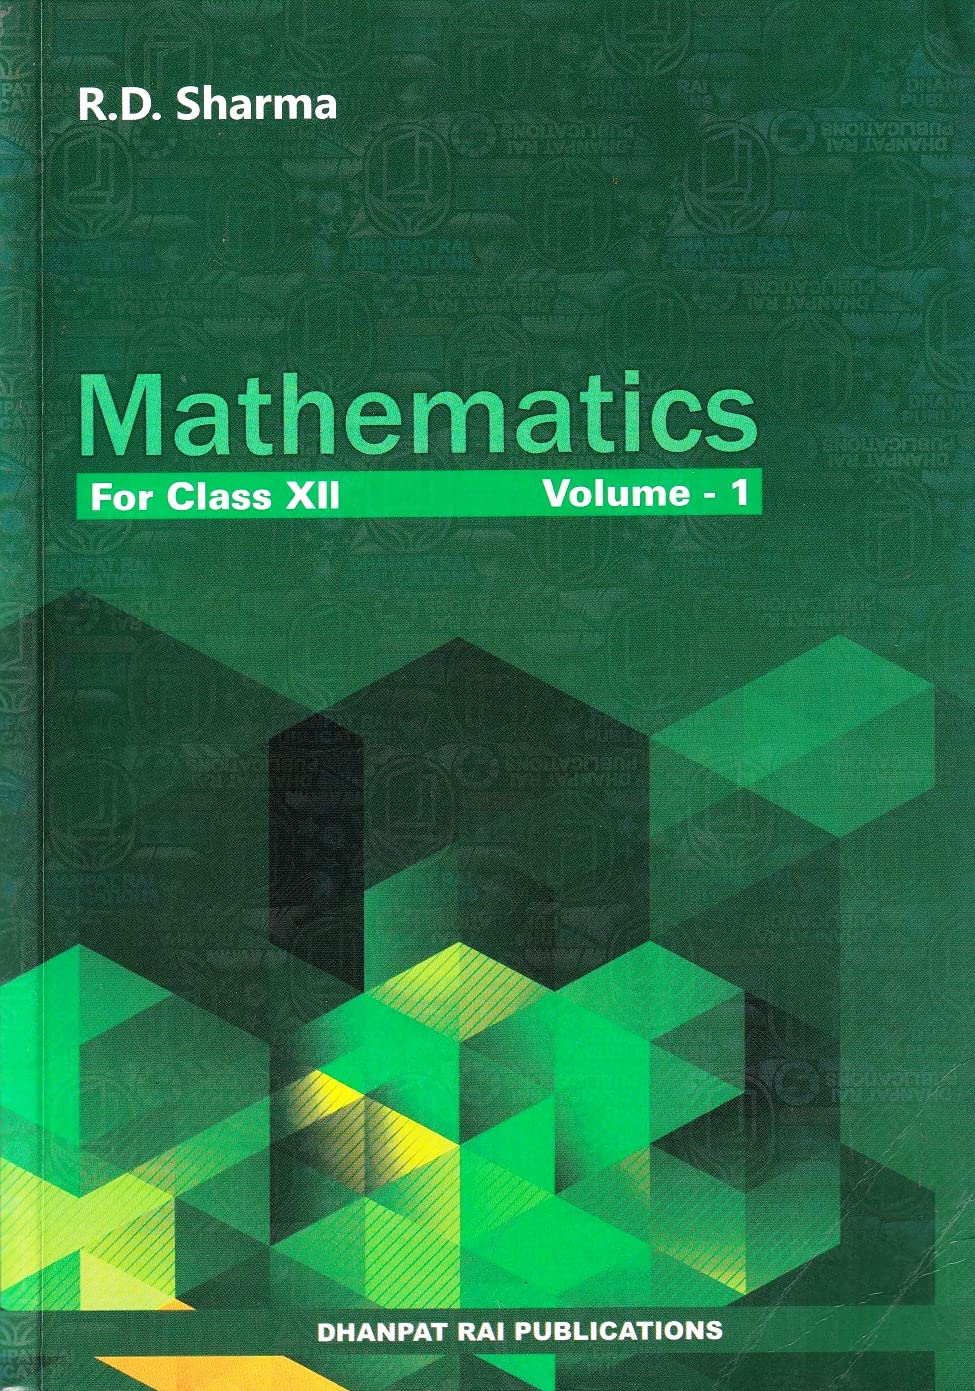 R.D. Sharma
Mathematics
For Class XII Volume - 1
DHANPAT RAI PUBLICATIONS